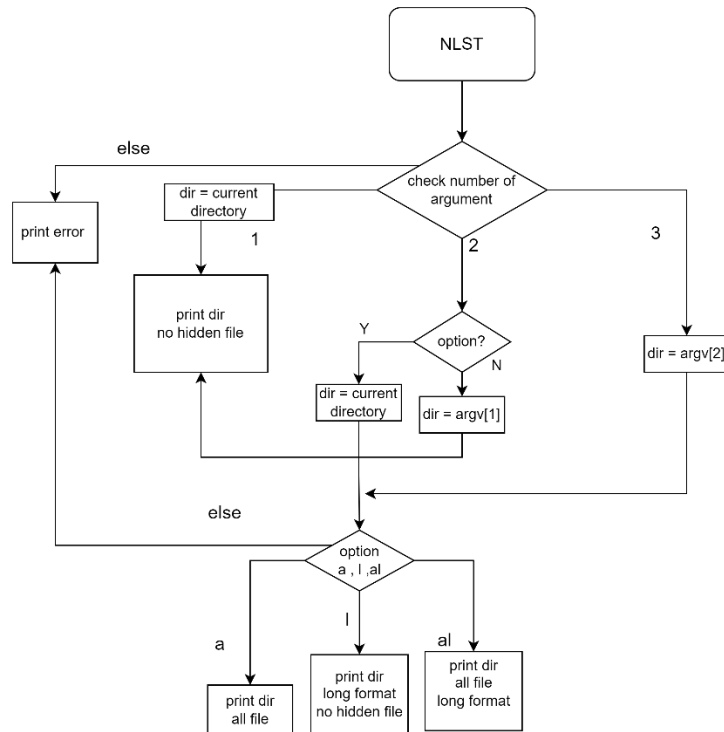 NLST
else
check number of
argument
dir = current
directory
print error
1
2
3
print dir
no hidden file
Y
option?
N
dir = argv[2]
dir = current
directory
dir = argv[1]
else
option
a , l ,al
a
l
al
print dir
all file
print dir
long format
no hidden file
print dir
all file
long format